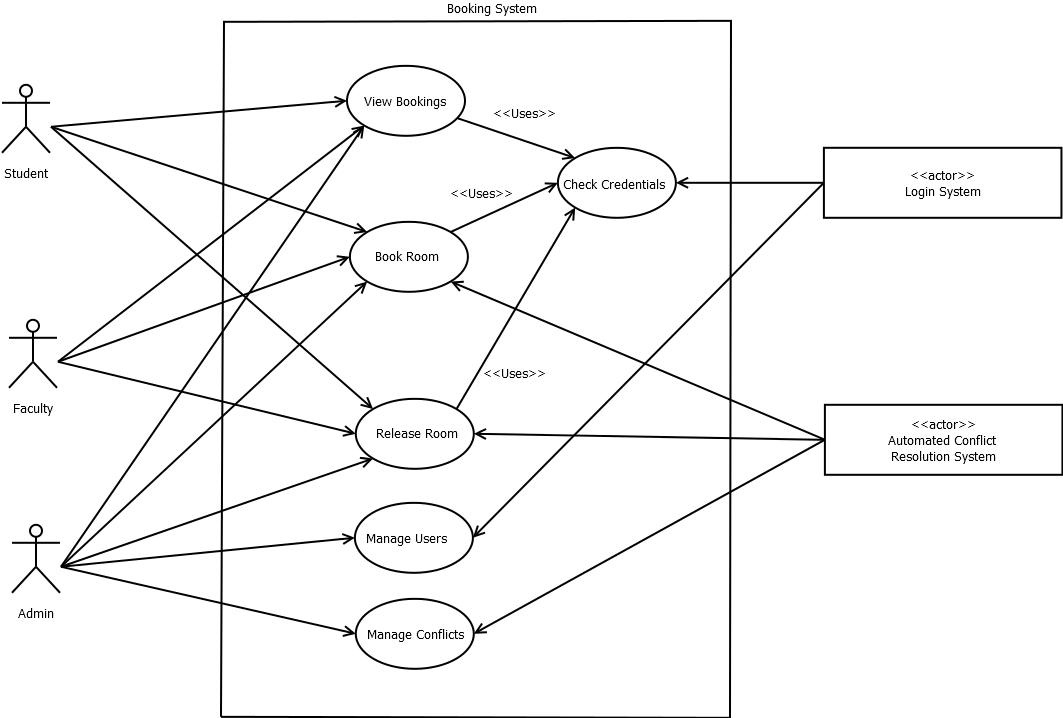 Booking System
View Bookings
<<Uses>>
Student
Check Credentials
<<actor>>
Login System
<<Uses>>
Book Room
Faculty
<<Uses>>
Release Room
<<actor>>
Automated Conflict
Resolution System
Manage Users
Admin
Manage Conflicts